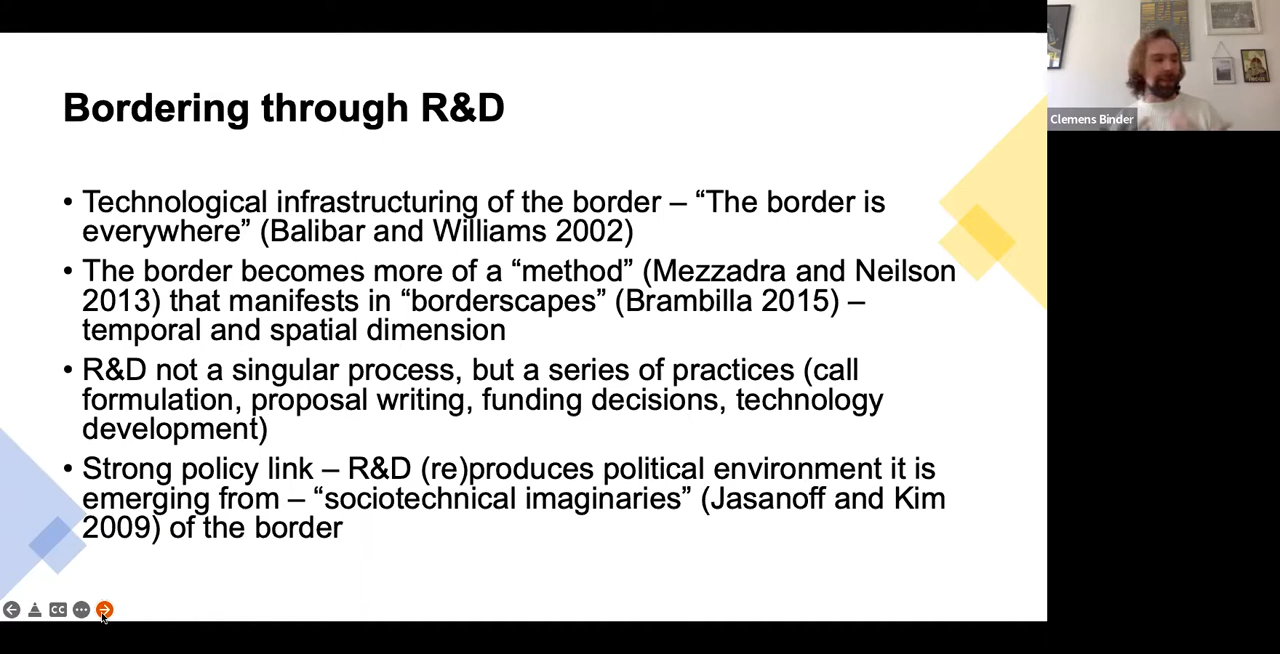 Bordering through R&D
• Technological infrastructuring of the border – “The border is
everywhere” (Balibar and Williams 2002)
• The border becomes more of a “method” (Mezzadra and Neilson
2013) that manifests in “borderscapes” (Brambilla 2015) –
temporal and spatial dimension
• R&D not a singular process, but a series of practices (call
formulation, proposal writing, funding decisions, technology
development)
• Strong policy link – R&D (re)produces political environment it is
emerging from – “sociotechnical imaginaries” (Jasanoff and Kim
2009) of the border
CC
Clemens Binder